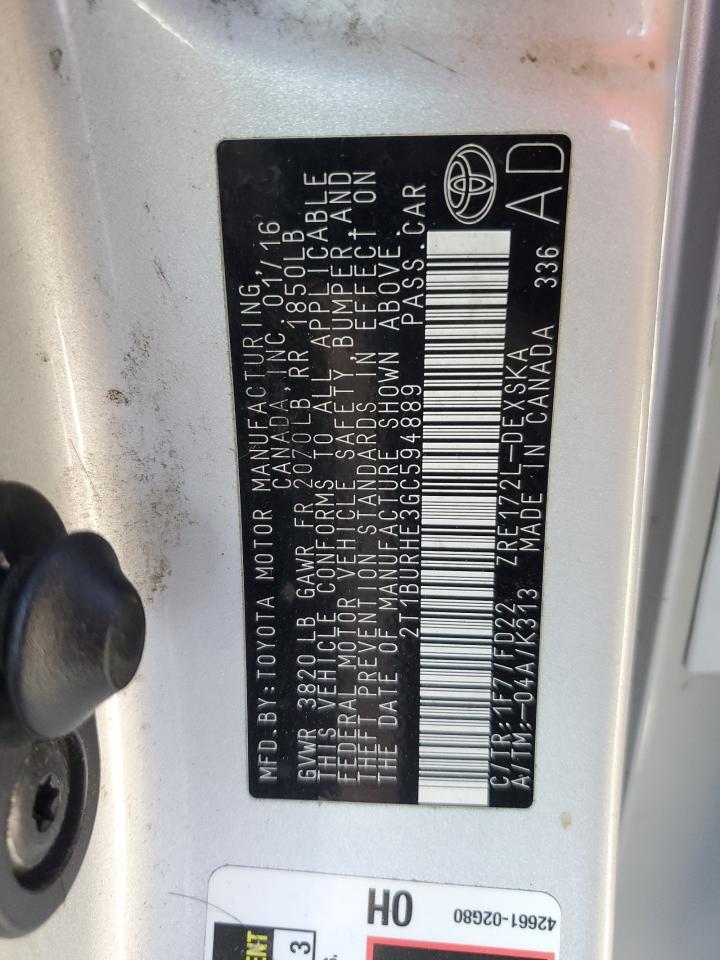 MFD.BY:TOYOTA MOTOR MANUFACTURING,
CANADA,INC. 01/16
GVWR 3820 LB GAWR FR 2070LB RR 1850LB
THIS VEHICLE CONFORMS TO ALL APPLICABLE
FEDERAL MOTOR VEHICLE SAFETY,BUMPER,AND
THEFT PREVENTION STANDARDS IN EFFECT ON
THE DATE OF MANUFACTURE SHOWN ABOVE.
2T1BURHE3GC594889 PASS.CAR
C/TR:1F7/FD22 ZRE172L-DEXSKA
A/TM:-04A/K313 MADE IN CANADA 336
AD
OH
42661-02G80
3